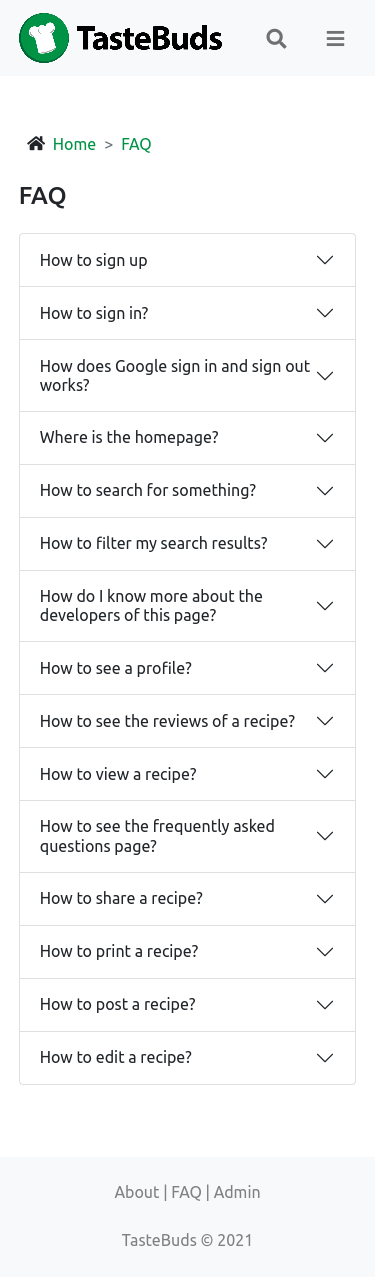 TasteBuds
Home > FAQ
FAQ
How to sign up
How to sign in?
How does Google sign in and sign out
works?
Where is the homepage?
How to search for something?
How to filter my search results?
How do I know more about the
developers of this page?
How to see a profile?
How to see the reviews of a recipe?
How to view a recipe?
How to see the frequently asked
questions page?
How to share a recipe?
How to print a recipe?
How to post a recipe?
How to edit a recipe?
About | FAQ | Admin
TasteBuds © 2021